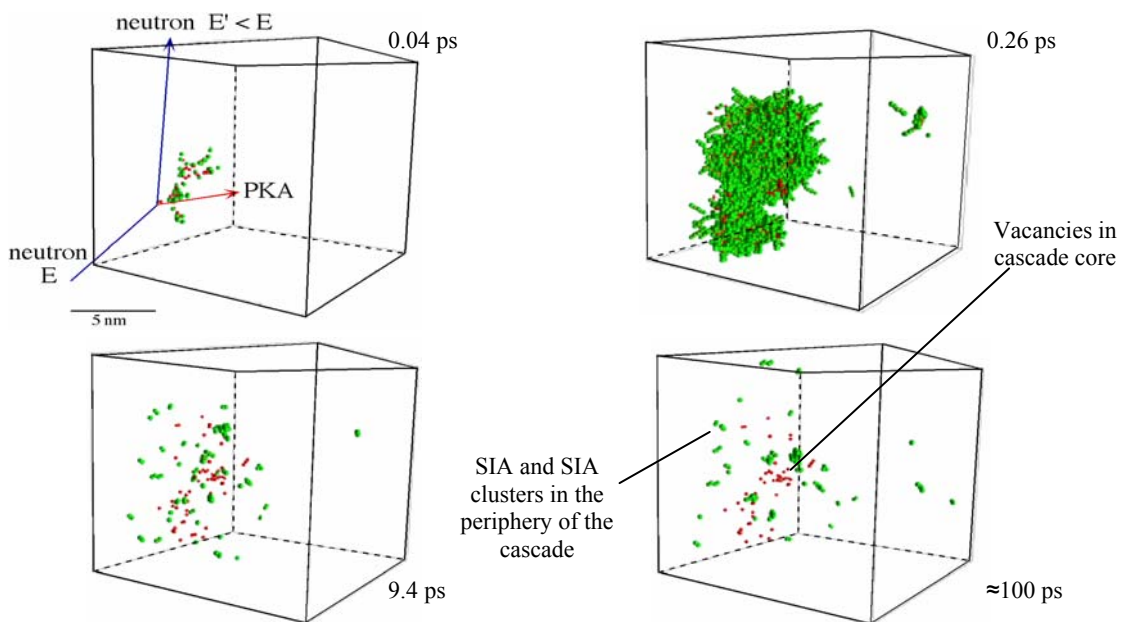 neutron E' < E
0.04 ps
PKA
neutron
E
5 nm
0.26 ps
Vacancies in
cascade core
9.4 ps
SIA and SIA
clusters in the
periphery of the
cascade
≈100 ps